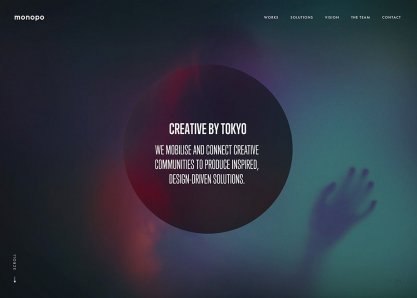 monopo
WORKS SOLUTIONS VISION THE TEAM CONTACT
CREATIVE BY TOKYO
WE MOBILISE AND CONNECT CREATIVE
COMMUNITIES TO PRODUCE INSPIRED,
DESIGN-DRIVEN SOLUTIONS.
SCROLL